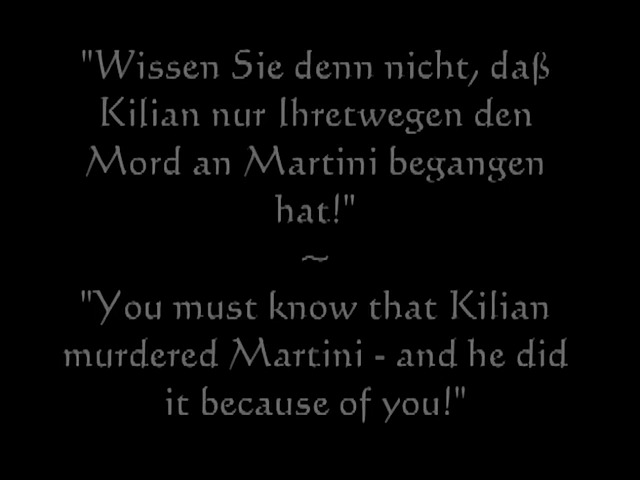 "Wissen Sie denn nicht, daß
Kilian nur Ihretwegen den
Mord an Martini begangen
hat!"
~
"You must know that Kilian
murdered Martini - and he did
it because of you!"